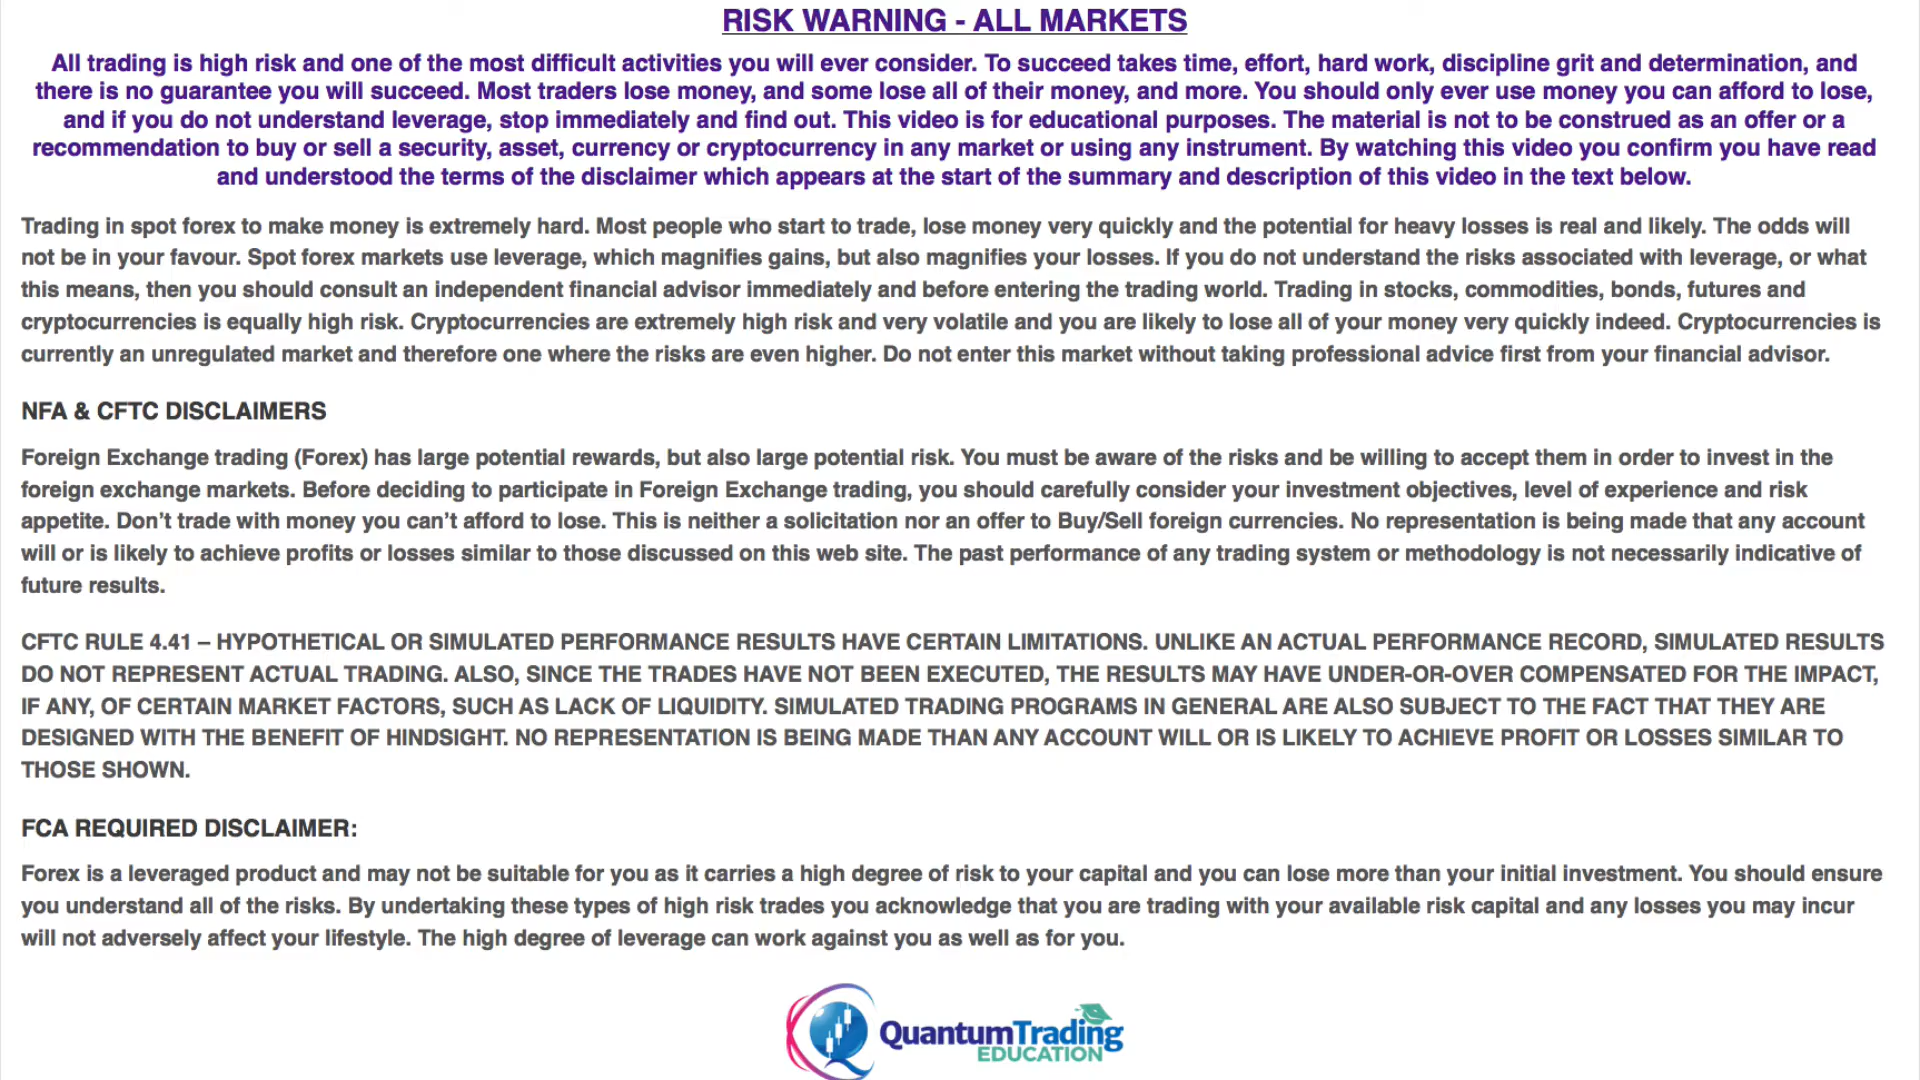 RISK WARNING - ALL MARKETS
All trading is high risk and one of the most difficult activities you will ever consider. To succeed takes time, effort, hard work, discipline grit and determination, and
there is no guarantee you will succeed. Most traders lose money, and some lose all of their money, and more. You should only ever use money you can afford to lose,
and if you do not understand leverage, stop immediately and find out. This video is for educational purposes. The material is not to be construed as an offer or a
recommendation to buy or sell a security, asset, currency or cryptocurrency in any market or using any instrument. By watching this video you confirm you have read
and understood the terms of the disclaimer which appears at the start of the summary and description of this video in the text below.
Trading in spot forex to make money is extremely hard. Most people who start to trade, lose money very quickly and the potential for heavy losses is real and likely. The odds will
not be in your favour. Spot forex markets use leverage, which magnifies gains, but also magnifies your losses. If you do not understand the risks associated with leverage, or what
this means, then you should consult an independent financial advisor immediately and before entering the trading world. Trading in stocks, commodities, bonds, futures and
cryptocurrencies is equally high risk. Cryptocurrencies are extremely high risk and very volatile and you are likely to lose all of your money very quickly indeed. Cryptocurrencies is
currently an unregulated market and therefore one where the risks are even higher. Do not enter this market without taking professional advice first from your financial advisor.
NFA & CFTC DISCLAIMERS
Foreign Exchange trading (Forex) has large potential rewards, but also large potential risk. You must be aware of the risks and be willing to accept them in order to invest in the
foreign exchange markets. Before deciding to participate in Foreign Exchange trading, you should carefully consider your investment objectives, level of experience and risk
appetite. Don’t trade with money you can’t afford to lose. This is neither a solicitation nor an offer to Buy/Sell foreign currencies. No representation is being made that any account
will or is likely to achieve profits or losses similar to those discussed on this web site. The past performance of any trading system or methodology is not necessarily indicative of
future results.
CFTC RULE 4.41 – HYPOTHETICAL OR SIMULATED PERFORMANCE RESULTS HAVE CERTAIN LIMITATIONS. UNLIKE AN ACTUAL PERFORMANCE RECORD, SIMULATED RESULTS
DO NOT REPRESENT ACTUAL TRADING. ALSO, SINCE THE TRADES HAVE NOT BEEN EXECUTED, THE RESULTS MAY HAVE UNDER-OR-OVER COMPENSATED FOR THE IMPACT,
IF ANY, OF CERTAIN MARKET FACTORS, SUCH AS LACK OF LIQUIDITY. SIMULATED TRADING PROGRAMS IN GENERAL ARE ALSO SUBJECT TO THE FACT THAT THEY ARE
DESIGNED WITH THE BENEFIT OF HINDSIGHT. NO REPRESENTATION IS BEING MADE THAN ANY ACCOUNT WILL OR IS LIKELY TO ACHIEVE PROFIT OR LOSSES SIMILAR TO
THOSE SHOWN.
FCA REQUIRED DISCLAIMER:
Forex is a leveraged product and may not be suitable for you as it carries a high degree of risk to your capital and you can lose more than your initial investment. You should ensure
you understand all of the risks. By undertaking these types of high risk trades you acknowledge that you are trading with your available risk capital and any losses you may incur
will not adversely affect your lifestyle. The high degree of leverage can work against you as well as for you.
QuantumTrading
EDUCATION